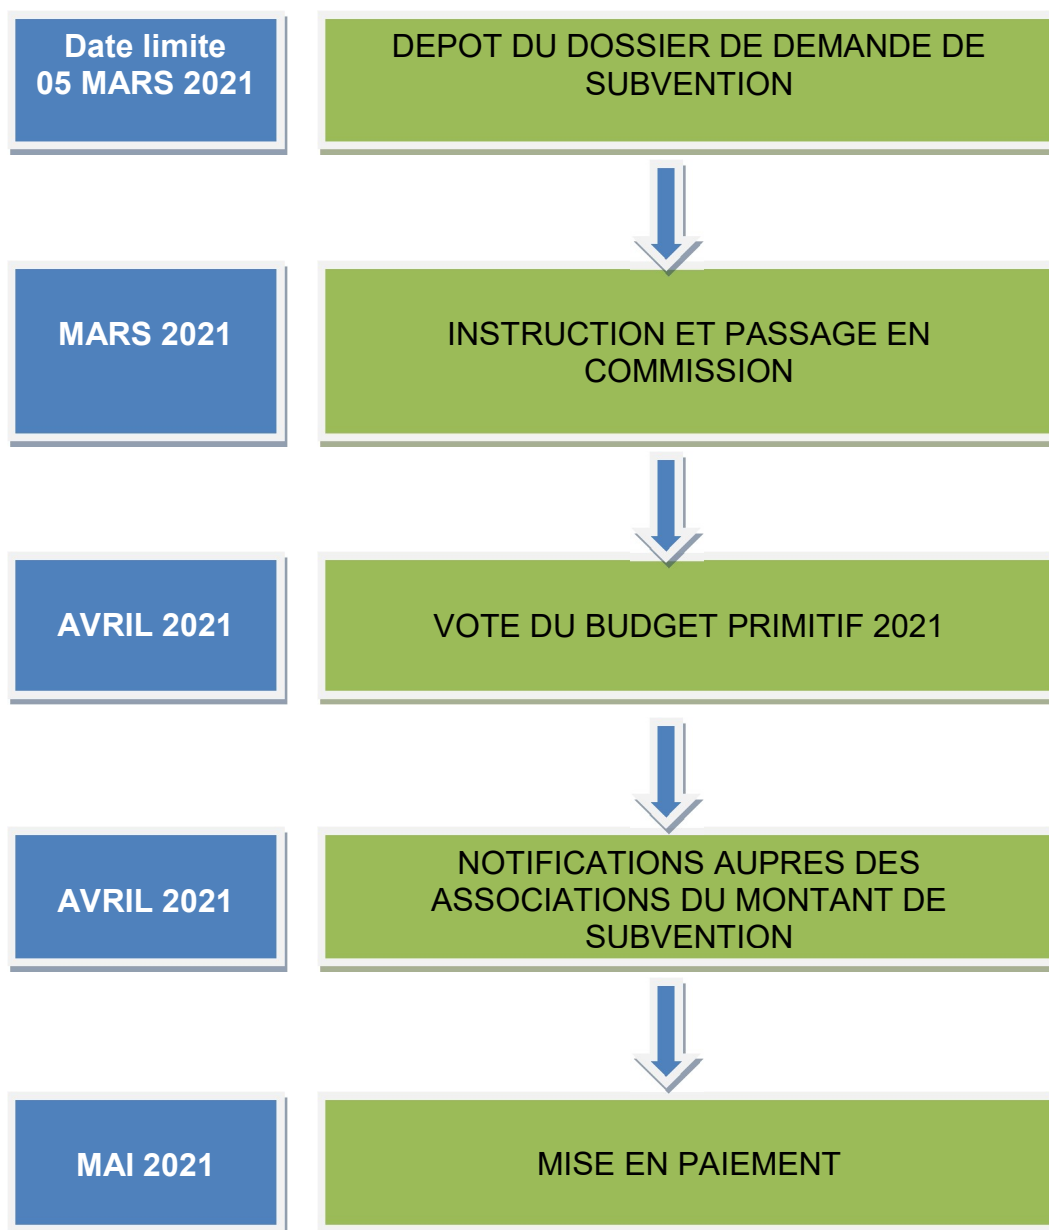 Date limite
05 MARS 2021
DEPOT DU DOSSIER DE DEMANDE DE
SUBVENTION
MARS 2021
INSTRUCTION ET PASSAGE EN
COMMISSION
AVRIL 2021
VOTE DU BUDGET PRIMITIF 2021
AVRIL 2021
NOTIFICATIONS AUPRES DES
ASSOCIATIONS DU MONTANT DE
SUBVENTION
MAI 2021
MISE EN PAIEMENT